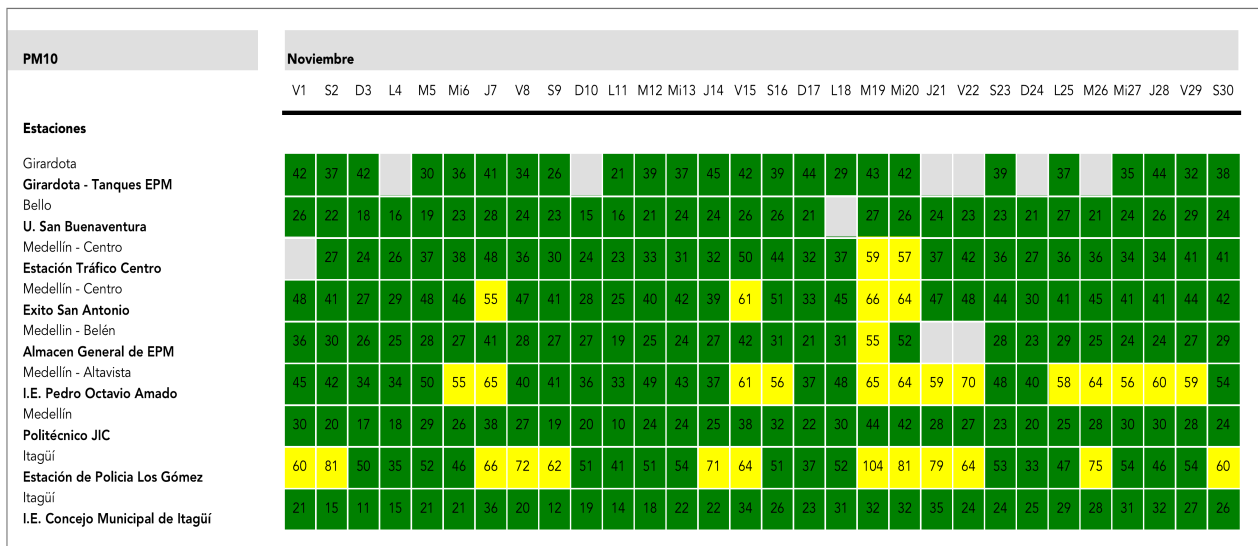 PM10
Noviembre
V1 S2 D3 L4 M5 Mi6 J7 V8 S9 D10 L11 M12 Mi13 J14 V15 S16 D17 L18 M19 Mi20 J21 V22 S23 D24 L25 M26 Mi27 J28 V29 S30
Estaciones
Girardota
Girardota - Tanques EPM
42 37 42 30 36 41 34 26 21 39 37 45 42 39 44 29 43 42 39 37 35 44 32 38
Bello
U. San Buenaventura
26 22 18 16 19 23 28 24 23 15 16 21 24 24 26 26 21 27 26 24 23 23 21 27 21 24 26 29 24
Medellín - Centro
Estación Tráfico Centro
27 24 26 37 38 48 36 30 24 23 33 31 32 50 44 32 37 59 57 37 42 36 27 36 36 34 34 41 41
Medellín - Centro
Exito San Antonio
48 41 27 29 48 46 55 47 41 28 25 40 42 39 61 51 33 45 66 64 47 48 44 30 41 45 41 41 44 42
Medellin - Belén
Almacen General de EPM
36 30 26 25 28 27 41 28 27 27 19 25 24 27 42 31 21 31 55 52 28 23 29 25 24 24 27 29
Medellín - Altavista
I.E. Pedro Octavio Amado
45 42 34 34 50 55 65 40 41 36 33 49 43 37 61 56 37 48 65 64 59 70 48 40 58 64 56 60 59 54
Medellín
Politécnico JIC
30 20 17 18 29 26 38 27 19 20 10 24 24 25 38 32 22 30 44 42 28 27 23 20 25 28 30 30 28 24
Itagüí
Estación de Policia Los Gómez
60 81 50 35 52 46 66 72 62 51 41 51 54 71 64 51 37 52 104 81 79 64 53 33 47 75 54 46 54 60
Itagüí
I.E. Concejo Municipal de Itagüí
21 15 11 15 21 21 36 20 12 19 14 18 22 22 34 26 23 31 32 32 35 24 24 25 29 28 31 32 27 26